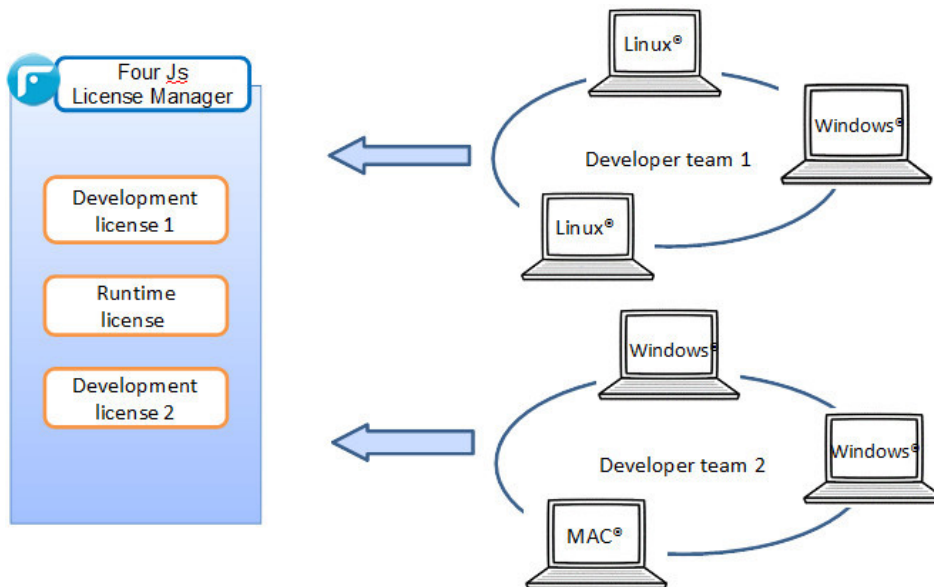 Four Js
License Manager
Development
license 1
Runtime
license
Development
license 2
Linux®
Windows®
Developer team 1
Linux®
Windows®
Windows®
Developer team 2
MAC®